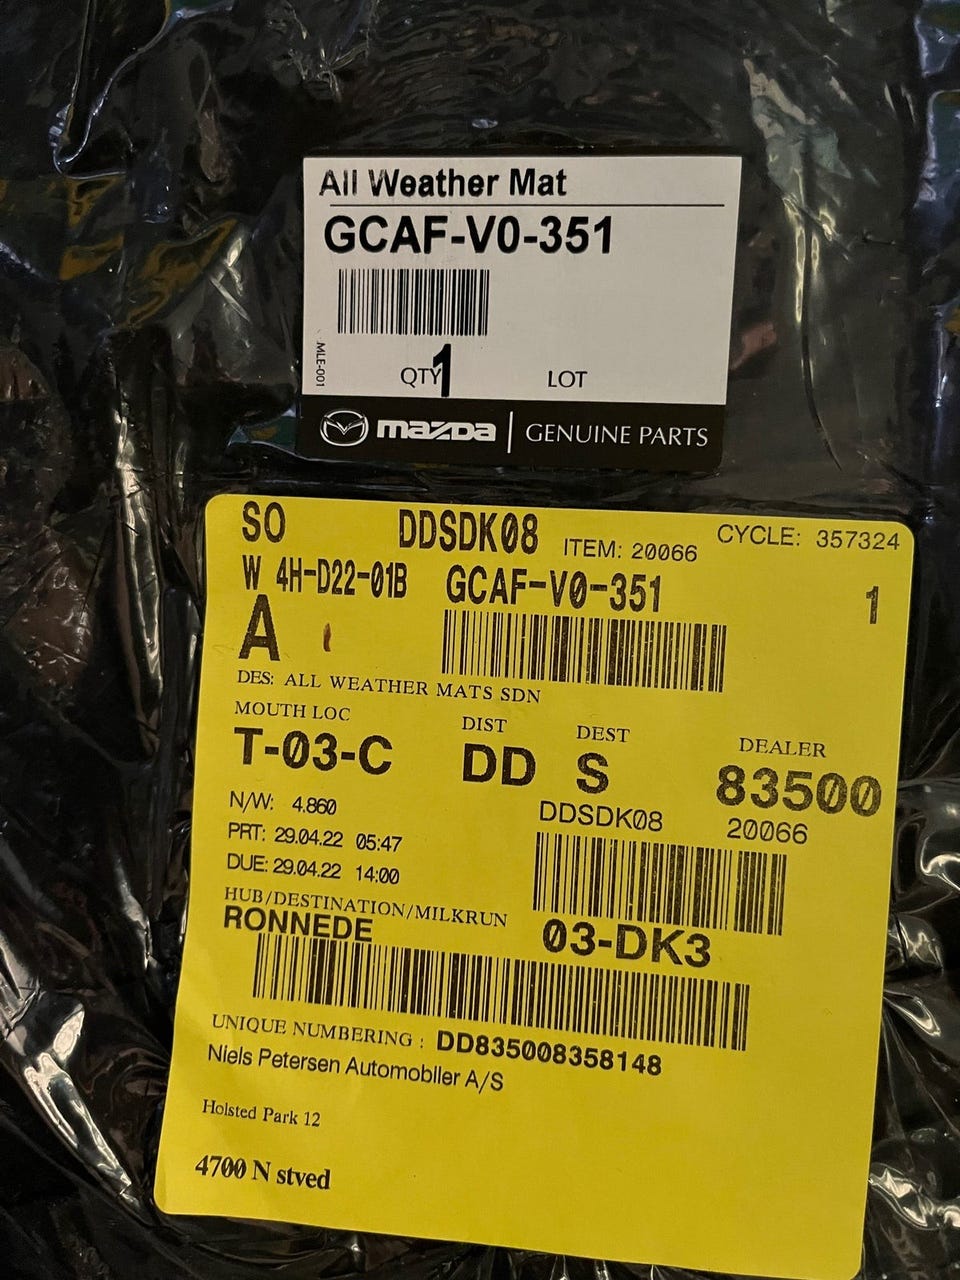 All Weather Mat
GCAF-V0-351
MLE-001
QTY 1 LOT
mazda GENUINE PARTS
SO DDSDK08 ITEM: 20066 CYCLE: 357324
W 4H-D22-01B GCAF-V0-351 1
A
DES: ALL WEATHER MATS SDN
MOUTH LOC DIST DEST DEALER
T-03-C DD S 83500
N/W: 4.860 DDSDK08 20066
PRT: 29.04.22 05:47
DUE: 29.04.22 14:00
HUB/DESTINATION/MILKRUN
RONNEDE 03-DK3
UNIQUE NUMBERING : DD835008358148
Niels Petersen Automobller A/S
Holsted Park 12
4700 N stved